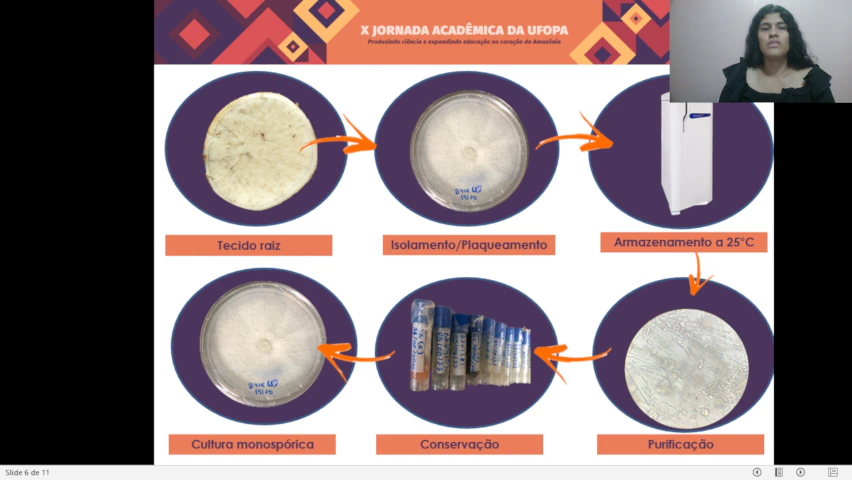 X JORNADA ACADÊMICA DA UFOPA
Produzindo ciência e expandindo educação no coração da Amazônia
Tecido raiz
Isolamento/Plaqueamento
Armazenamento a 25°C
Cultura monospórica
Conservação
Purificação
Slide 6 de 11